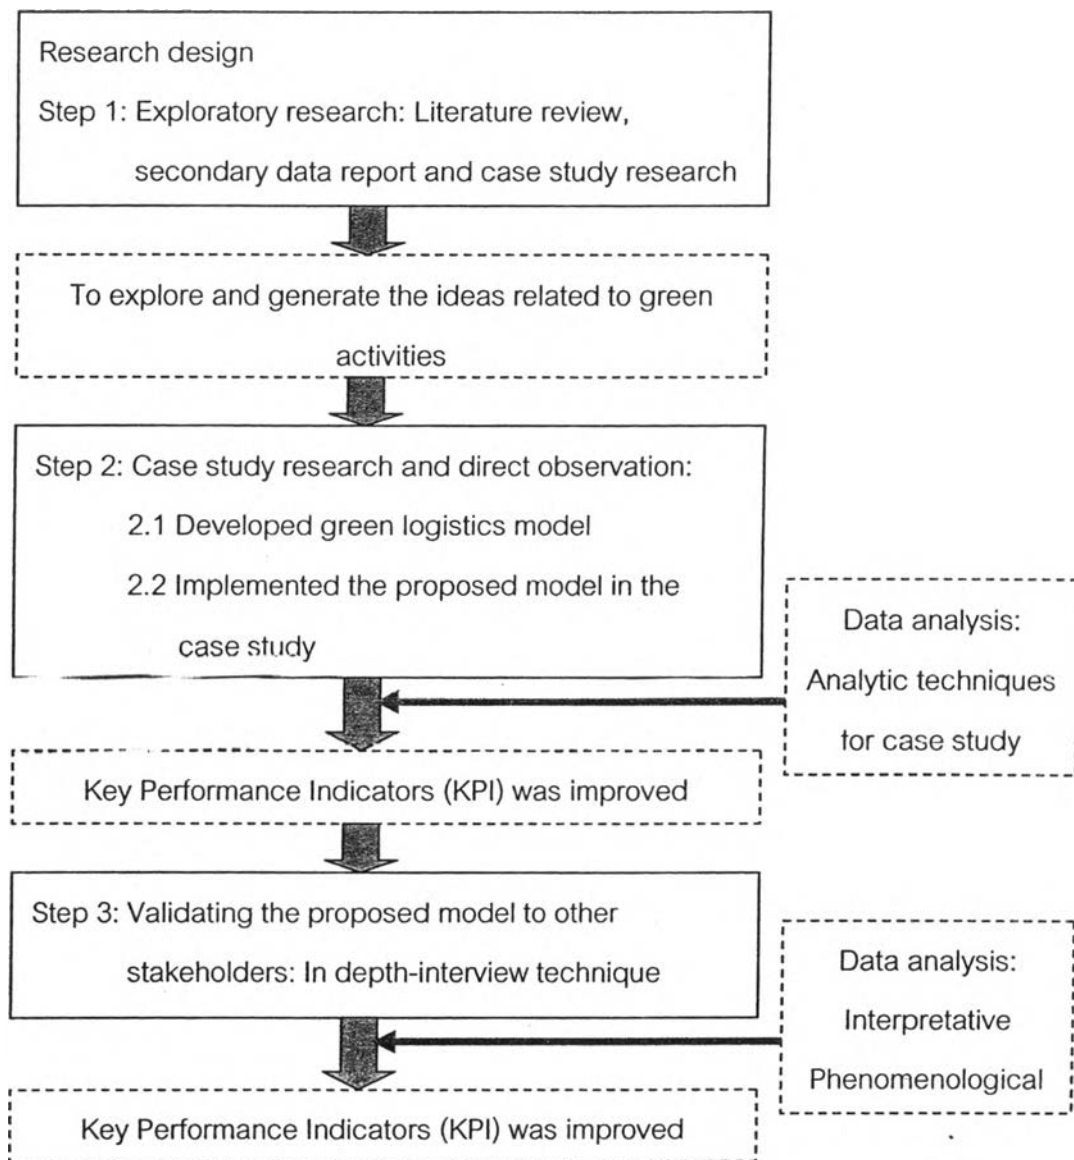 Research design
Step 1: Exploratory research: Literature review,
secondary data report and case study research
To explore and generate the ideas related to green
activities
Step 2: Case study research and direct observation:
2.1 Developed green logistics model
2.2 Implemented the proposed model in the
case study
Data analysis:
Analytic techniques
for case study
Key Performance Indicators (KPI) was improved
Step 3: Validating the proposed model to other
stakeholders: In depth-interview technique
Data analysis:
Interpretative
Phenomenological
Key Performance Indicators (KPI) was improved